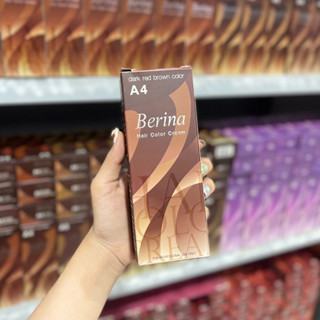 dark red brown color
A4
Berina
Hair Color Cream